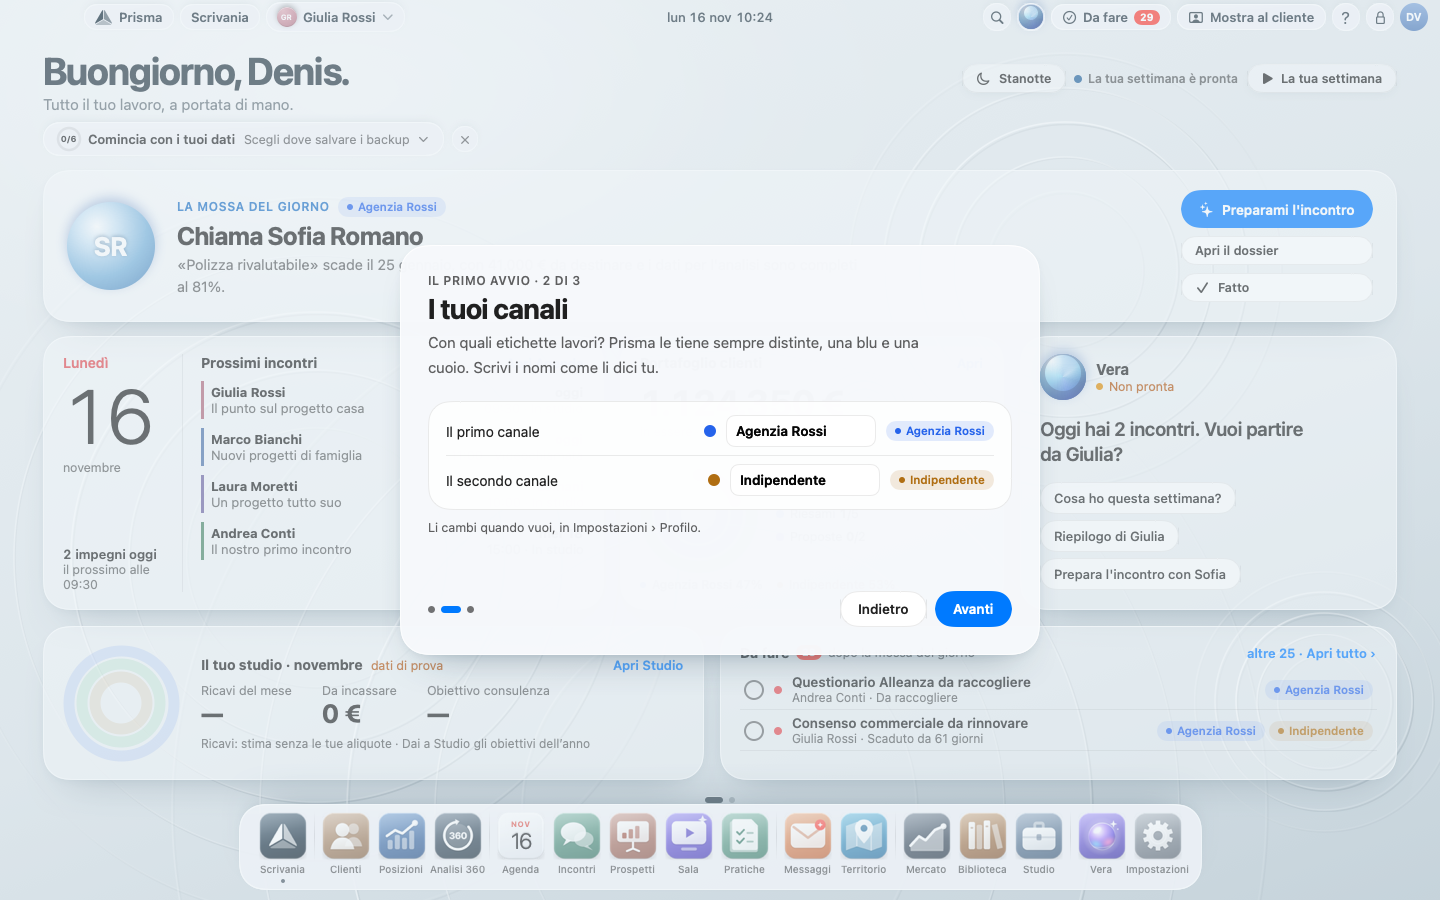 Prisma
Scrivania
GR Giulia Rossi
lun 16 nov 10:24
Da fare 29
Mostra al cliente
?
DV
Buongiorno, Denis.
Tutto il tuo lavoro, a portata di mano.
Stanotte
La tua settimana è pronta
La tua settimana
0/6 Comincia con i tuoi dati Scegli dove salvare i backup
SR
LA MOSSA DEL GIORNO
Agenzia Rossi
Chiama Sofia Romano
«Polizza rivalutabile» scade il 25
al 81%.
Preparami l'incontro
Apri il dossier
Fatto
IL PRIMO AVVIO · 2 DI 3
I tuoi canali
Con quali etichette lavori? Prisma le tiene sempre distinte, una blu e una
cuoio. Scrivi i nomi come li dici tu.
Il primo canale
Agenzia Rossi
Agenzia Rossi
Il secondo canale
Indipendente
Indipendente
Li cambi quando vuoi, in Impostazioni › Profilo.
Indietro
Avanti
Lunedì
16
novembre
2 impegni oggi
il prossimo alle
09:30
Prossimi incontri
Giulia Rossi
Il punto sul progetto casa
Marco Bianchi
Nuovi progetti di famiglia
Laura Moretti
Un progetto tutto suo
Andrea Conti
Il nostro primo incontro
Vera
Non pronta
Oggi hai 2 incontri. Vuoi partire
da Giulia?
Cosa ho questa settimana?
Riepilogo di Giulia
Prepara l'incontro con Sofia
Il tuo studio · novembre dati di prova
Apri Studio
Ricavi del mese
—
Da incassare
0 €
Obiettivo consulenza
—
Ricavi: stima senza le tue aliquote · Dai a Studio gli obiettivi dell'anno
Da fare
dopo la mossa del giorno
altre 25 · Apri tutto ›
Questionario Alleanza da raccogliere
Andrea Conti · Da raccogliere
Agenzia Rossi
Consenso commerciale da rinnovare
Giulia Rossi · Scaduto da 61 giorni
Agenzia Rossi
Indipendente
360
NOV
16
Scrivania
Clienti
Posizioni
Analisi 360
Agenda
Incontri
Prospetti
Sala
Pratiche
Messaggi
Territorio
Mercato
Biblioteca
Studio
Vera
Impostazioni